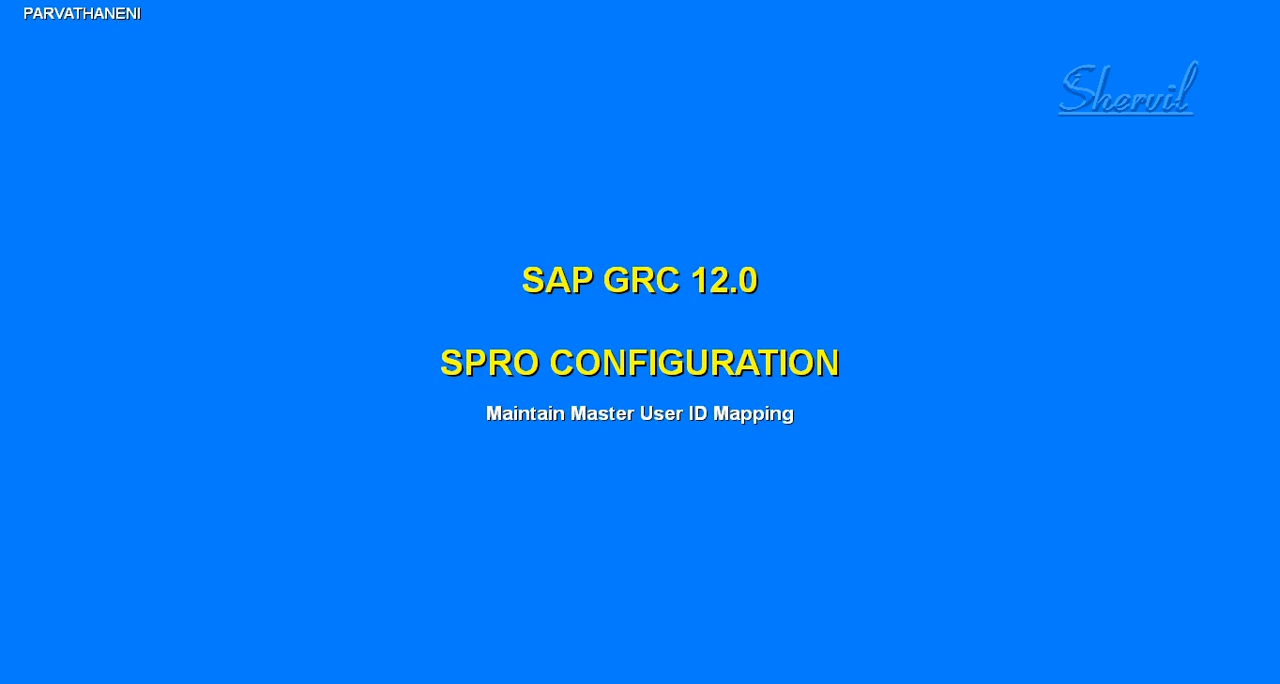 PARVATHANENI
Shervil
SAP GRC 12.0
SPRO CONFIGURATION
Maintain Master User ID Mapping